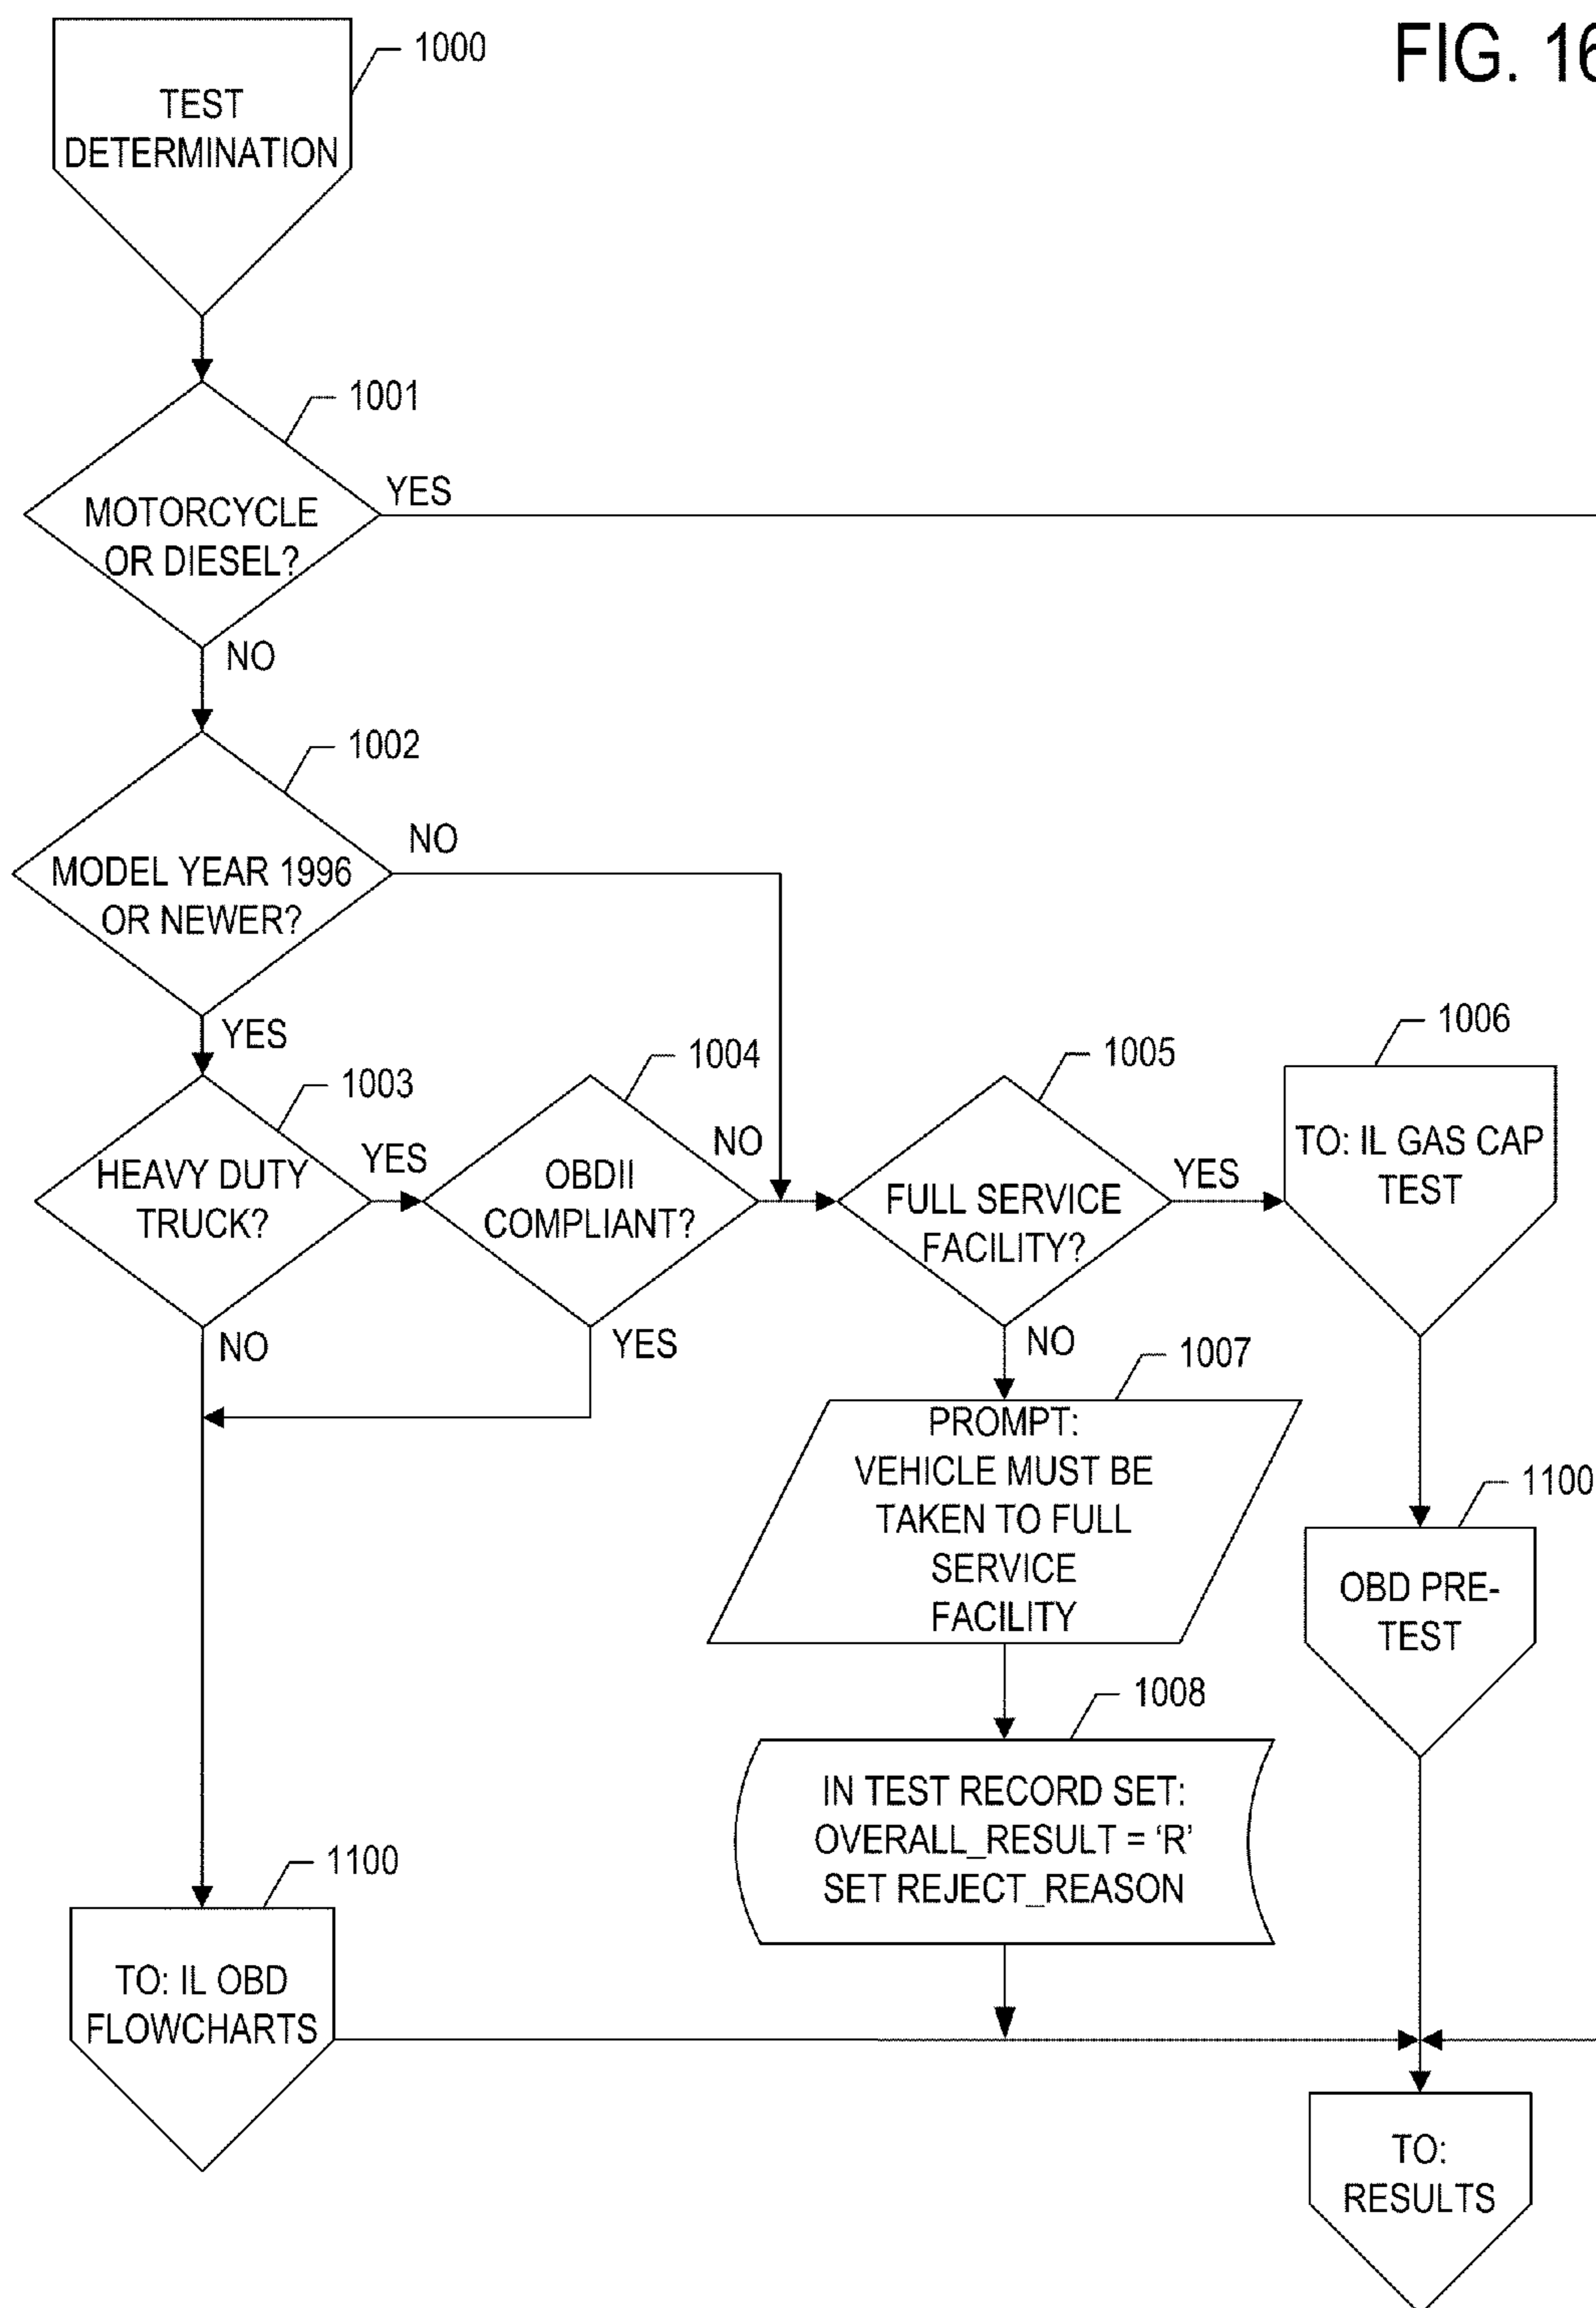 FIG. 16
1000
TEST
DETERMINATION
1001
MOTORCYCLE
OR DIESEL?
YES
NO
1002
MODEL YEAR 1996
OR NEWER?
NO
YES
1003
HEAVY DUTY
TRUCK?
YES
NO
1004
OBDII
COMPLIANT?
NO
YES
1005
FULL SERVICE
FACILITY?
YES
NO
1006
TO: IL GAS CAP
TEST
1007
PROMPT:
VEHICLE MUST BE
TAKEN TO FULL
SERVICE
FACILITY
1100
OBD PRE-
TEST
1008
IN TEST RECORD SET:
OVERALL_RESULT = ‘R’
SET REJECT_REASON
1100
TO: IL OBD
FLOWCHARTS
TO:
RESULTS